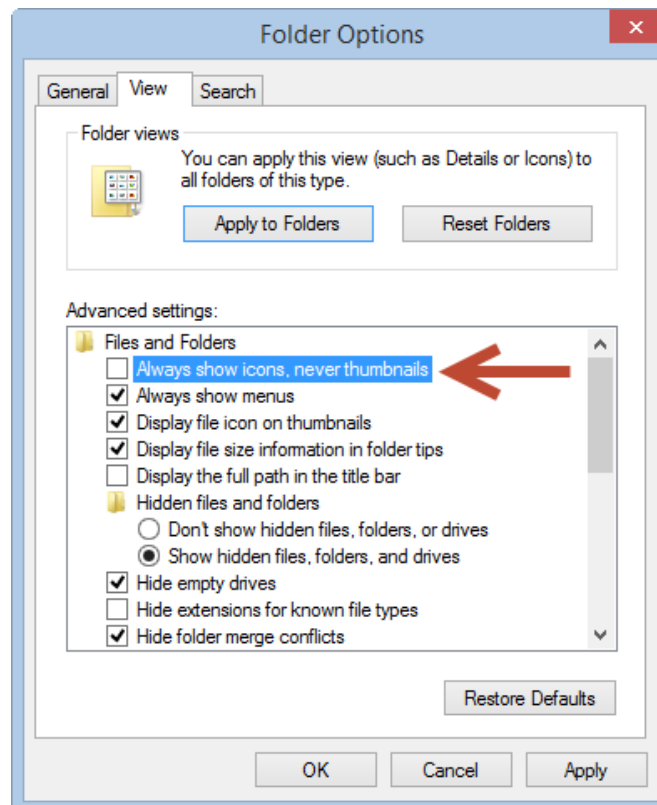 Folder Options
General View Search
Folder views
You can apply this view (such as Details or Icons) to
all folders of this type.
Apply to Folders Reset Folders
Advanced settings:
Files and Folders
Always show icons, never thumbnails
Always show menus
Display file icon on thumbnails
Display file size information in folder tips
Display the full path in the title bar
Hidden files and folders
Don't show hidden files, folders, or drives
Show hidden files, folders, and drives
Hide empty drives
Hide extensions for known file types
Hide folder merge conflicts
Restore Defaults
OK Cancel Apply